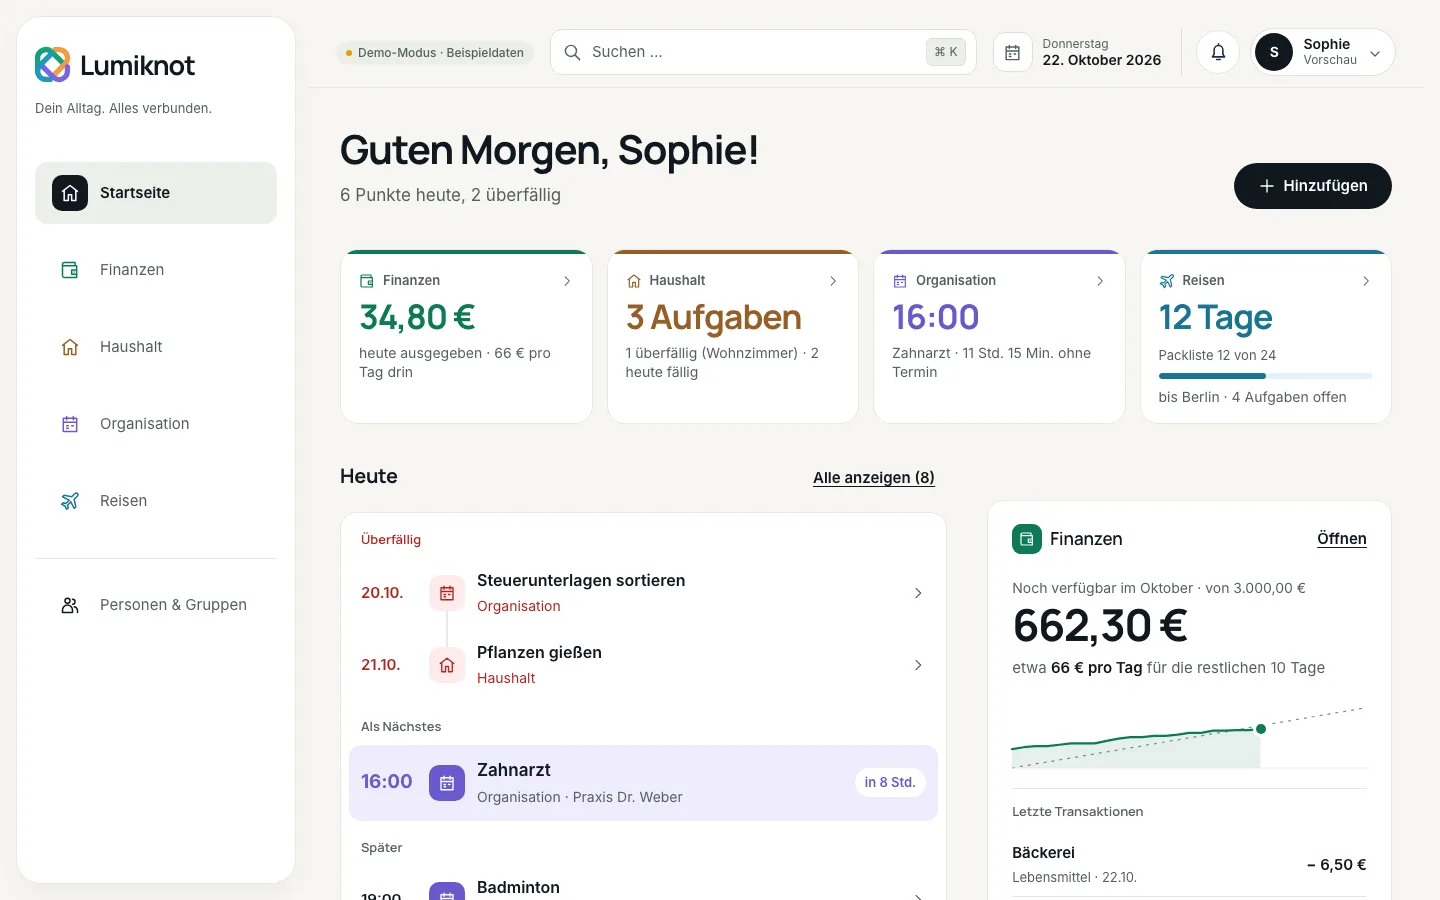 Lumiknot
Dein Alltag. Alles verbunden.
Startseite
Finanzen
Haushalt
Organisation
Reisen
Personen & Gruppen
Demo-Modus · Beispieldaten
Suchen ...
⌘ K
Donnerstag
22. Oktober 2026
S
Sophie
Vorschau
Guten Morgen, Sophie!
6 Punkte heute, 2 überfällig
Hinzufügen
Finanzen
34,80 €
heute ausgegeben · 66 € pro
Tag drin
Haushalt
3 Aufgaben
1 überfällig (Wohnzimmer) · 2
heute fällig
Organisation
16:00
Zahnarzt · 11 Std. 15 Min. ohne
Termin
Reisen
12 Tage
Packliste 12 von 24
bis Berlin · 4 Aufgaben offen
Heute
Alle anzeigen (8)
Überfällig
20.10.
Steuerunterlagen sortieren
Organisation
21.10.
Pflanzen gießen
Haushalt
Als Nächstes
16:00
Zahnarzt
Organisation · Praxis Dr. Weber
in 8 Std.
Später
19:00
Badminton
Finanzen
Öffnen
Noch verfügbar im Oktober · von 3.000,00 €
662,30 €
etwa 66 € pro Tag für die restlichen 10 Tage
Letzte Transaktionen
Bäckerei
Lebensmittel · 22.10.
− 6,50 €